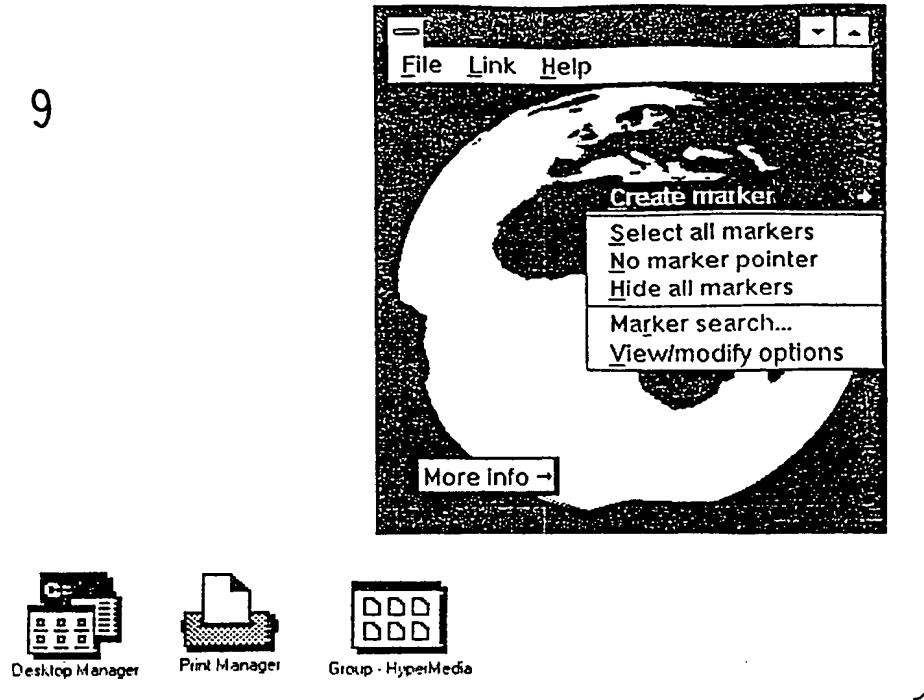 9
File Link Help
Create marker →
Select all markers
No marker pointer
Hide all markers
Marker search...
View/modify options
More info →
Desktop Manager
Print Manager
Group - HyperMedia